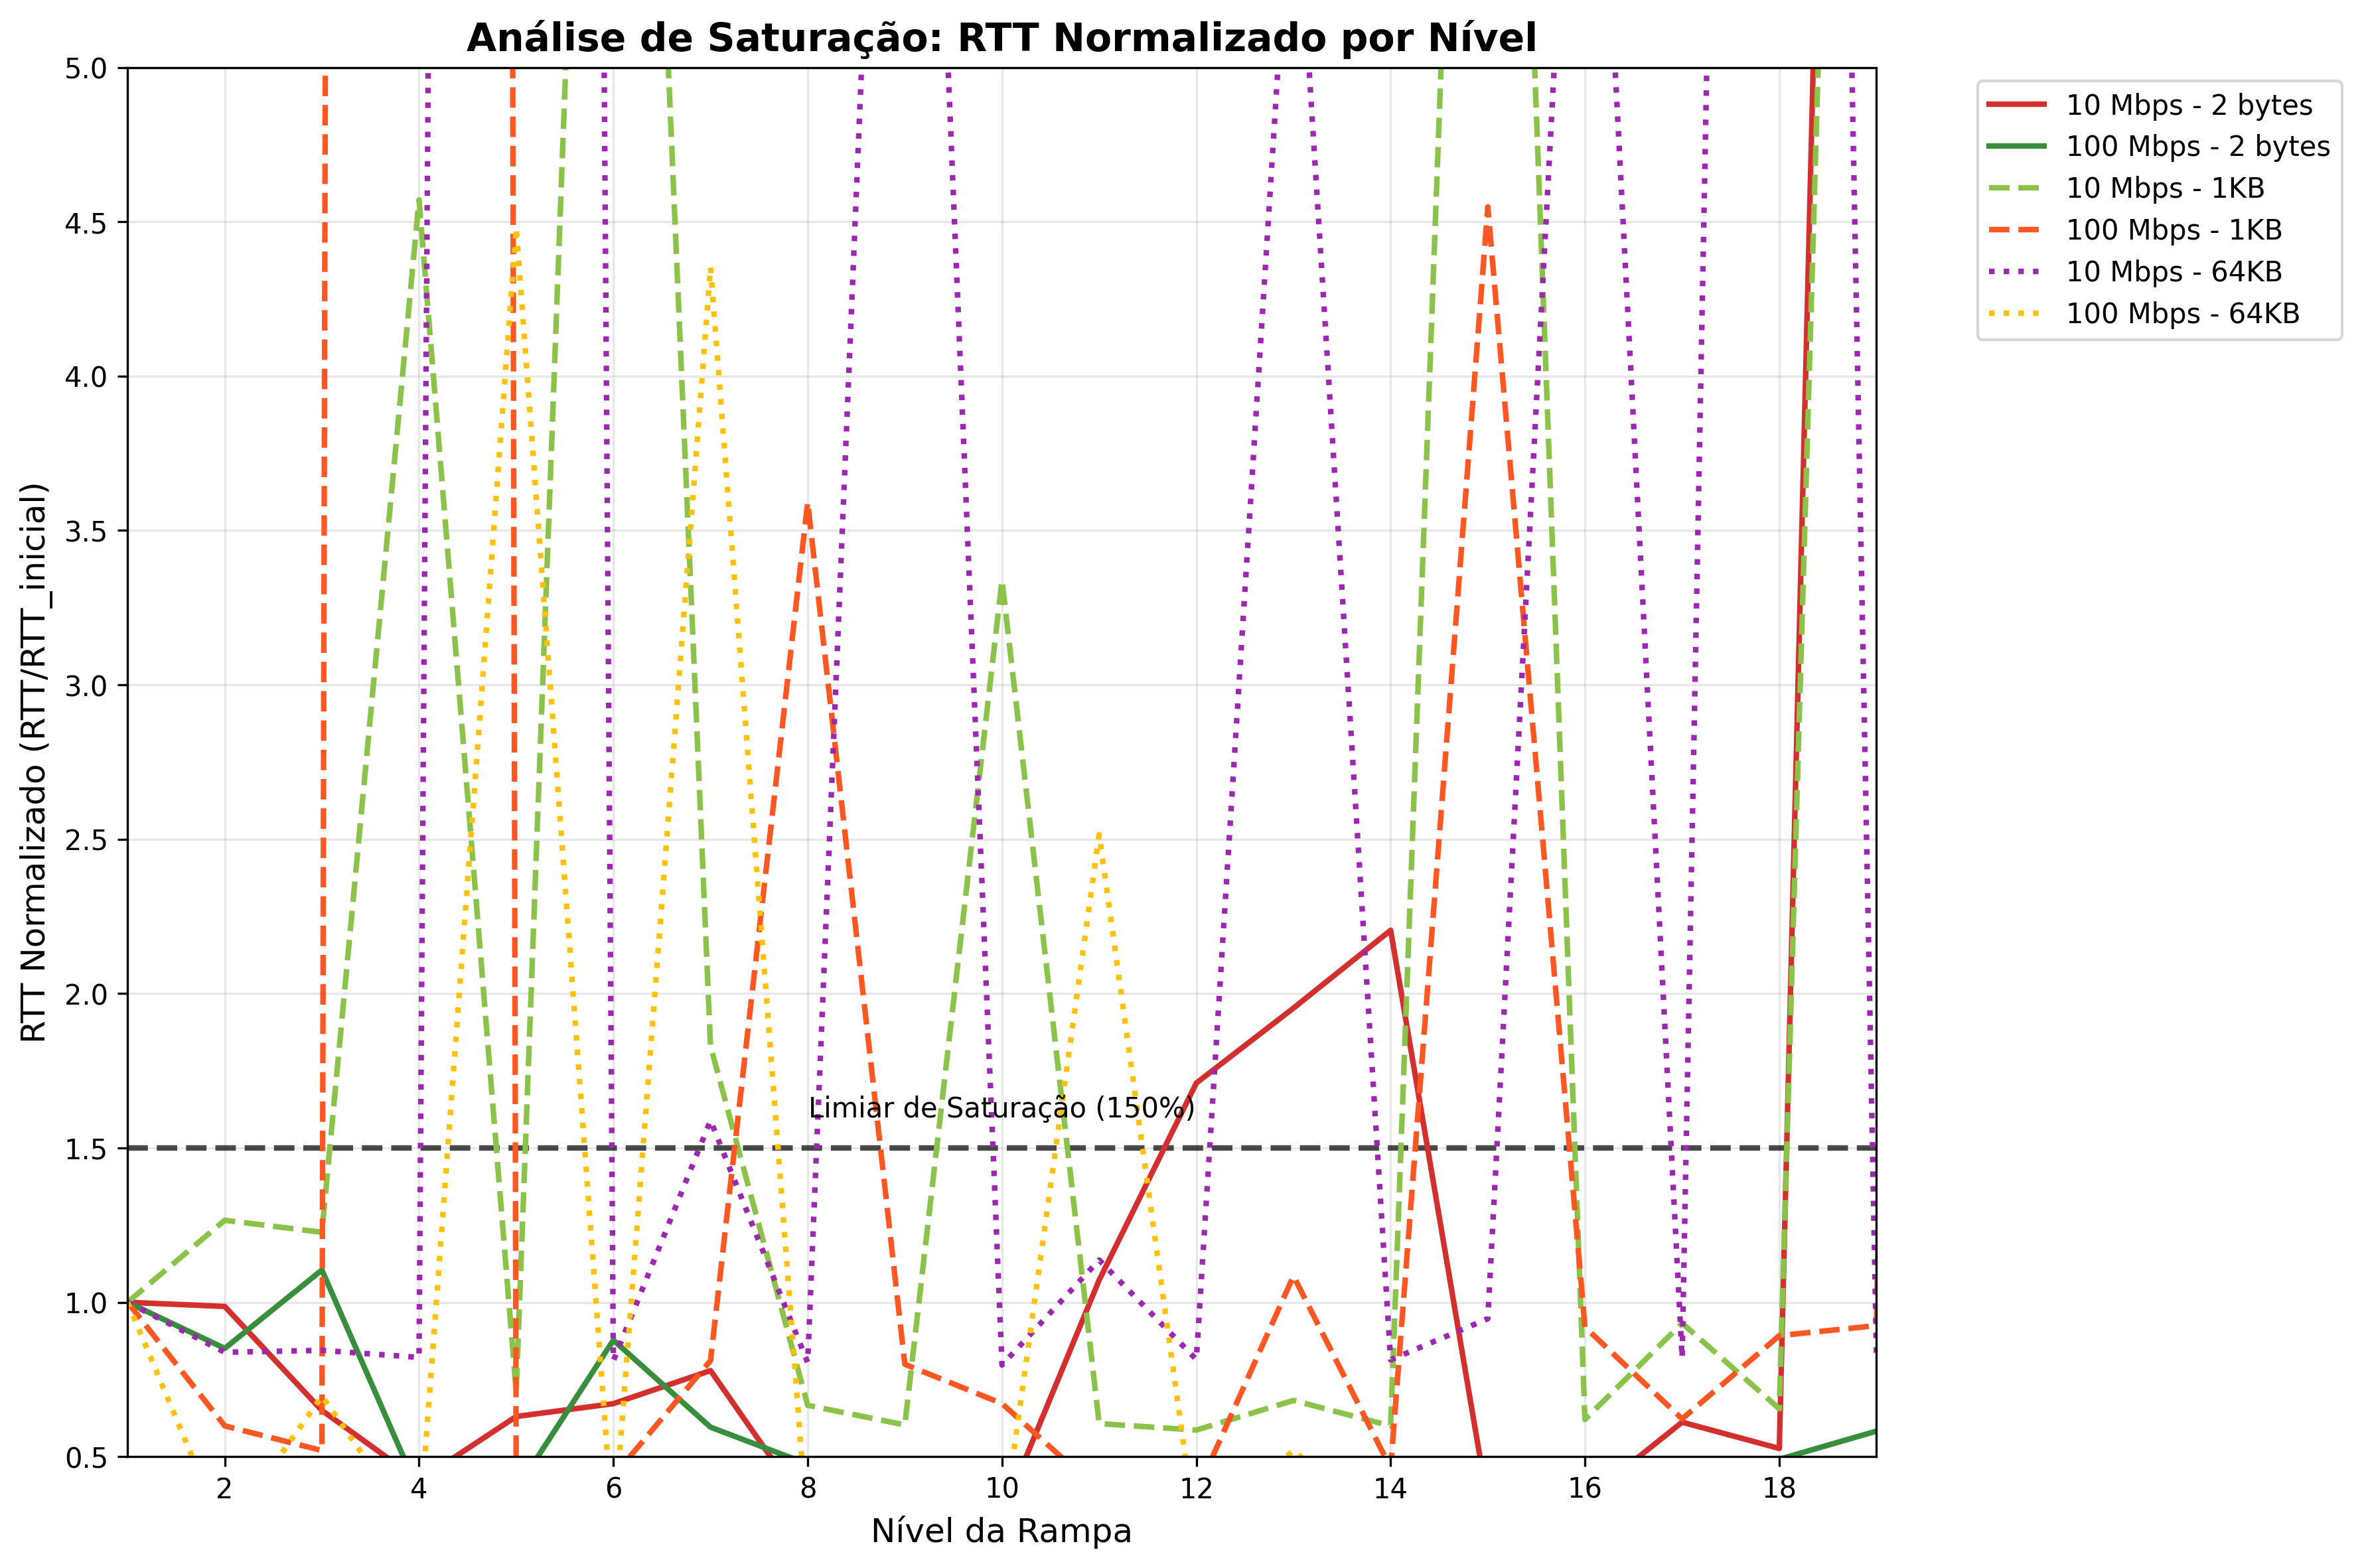 Análise de Saturação: RTT Normalizado por Nível
5.0
4.5
4.0
3.5
3.0
2.5
2.0
1.5
1.0
0.5
RTT Normalizado (RTT/RTT_inicial)
Limiar de Saturação (150%)
2
4
6
8
10
12
14
16
18
Nível da Rampa
10 Mbps - 2 bytes
100 Mbps - 2 bytes
10 Mbps - 1KB
100 Mbps - 1KB
10 Mbps - 64KB
100 Mbps - 64KB